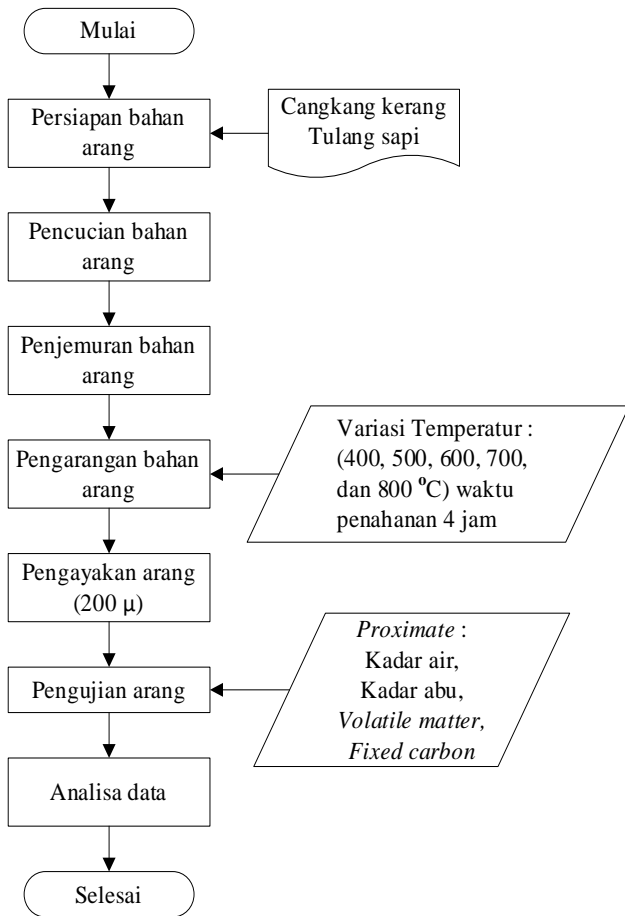 Mulai
Persiapan bahan
arang
Cangkang kerang
Tulang sapi
Pencucian bahan
arang
Penjemuran bahan
arang
Pengarangan bahan
arang
Variasi Temperatur :
(400, 500, 600, 700,
dan 800 ⁰C) waktu
penahanan 4 jam
Pengayakan arang
(200 µ)
Pengujian arang
Proximate :
Kadar air,
Kadar abu,
Volatile matter,
Fixed carbon
Analisa data
Selesai